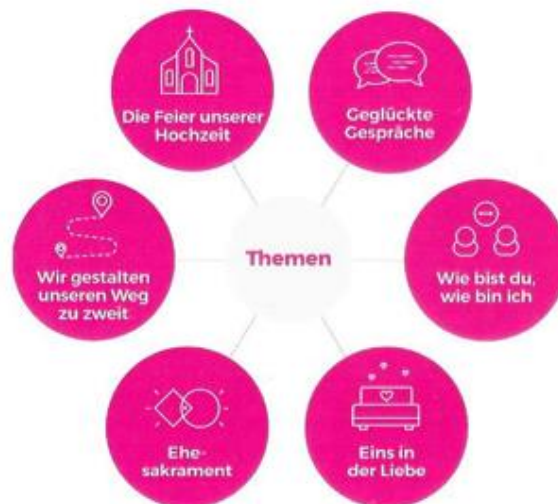 Die Feier unserer
Hochzeit
Geglückte
Gespräche
Wir gestalten
unseren Weg
zu zweit
Themen
Wie bist du,
wie bin ich
Ehe-
sakrament
Eins in
der Liebe